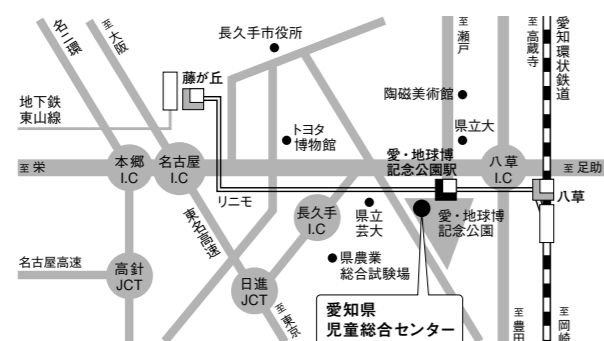 名二環
至大阪
長久手市役所
至瀬戸
至高蔵寺
愛知環状鉄道
藤が丘
地下鉄
東山線
陶磁美術館
トヨタ
博物館
県立大
愛・地球博
記念公園駅
至栄
本郷
I.C
名古屋
I.C
八草
I.C
至足助
リニモ
八草
東名高速
長久手
I.C
県立
芸大
愛・地球博
記念公園
名古屋高速
高針
JCT
県農業
総合試験場
日進
JCT
至東京
愛知県
児童総合センター
至豊田
至岡崎